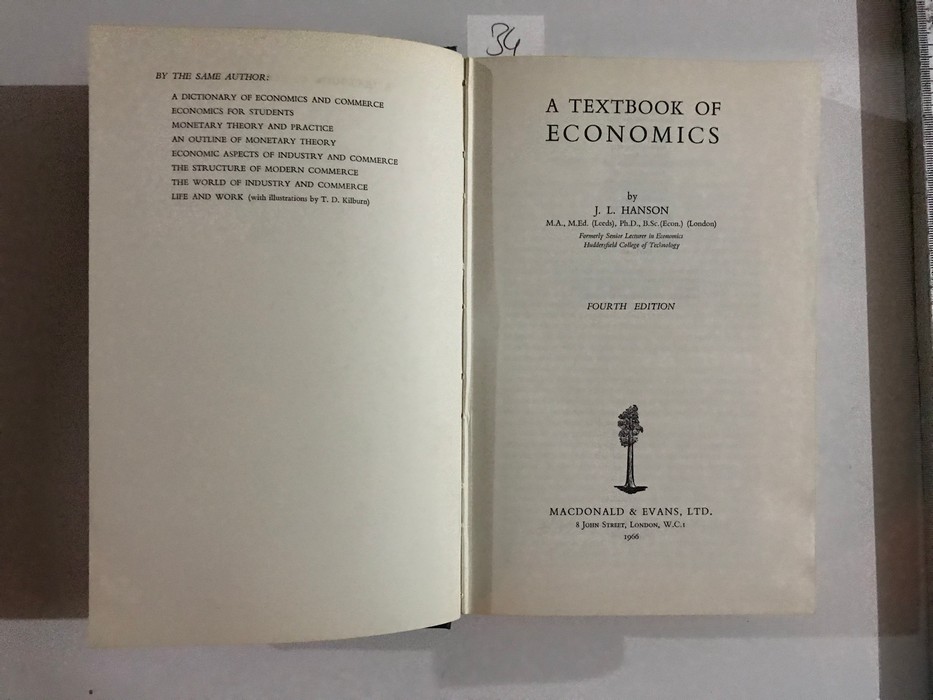 34
BY THE SAME AUTHOR:
A DICTIONARY OF ECONOMICS AND COMMERCE
ECONOMICS FOR STUDENTS
MONETARY THEORY AND PRACTICE
AN OUTLINE OF MONETARY THEORY
ECONOMIC ASPECTS OF INDUSTRY AND COMMERCE
THE STRUCTURE OF MODERN COMMERCE
THE WORLD OF INDUSTRY AND COMMERCE
LIFE AND WORK (with illustrations by T. D. Kilburn)
A TEXTBOOK OF
ECONOMICS
by
J. L. HANSON
M.A., M.Ed. (Leeds), Ph.D., B.Sc.(Econ.) (London)
Formerly Senior Lecturer in Economics
Huddersfield College of Technology
FOURTH EDITION
MACDONALD & EVANS, LTD.
8 JOHN STREET, LONDON, W.C.1
1966